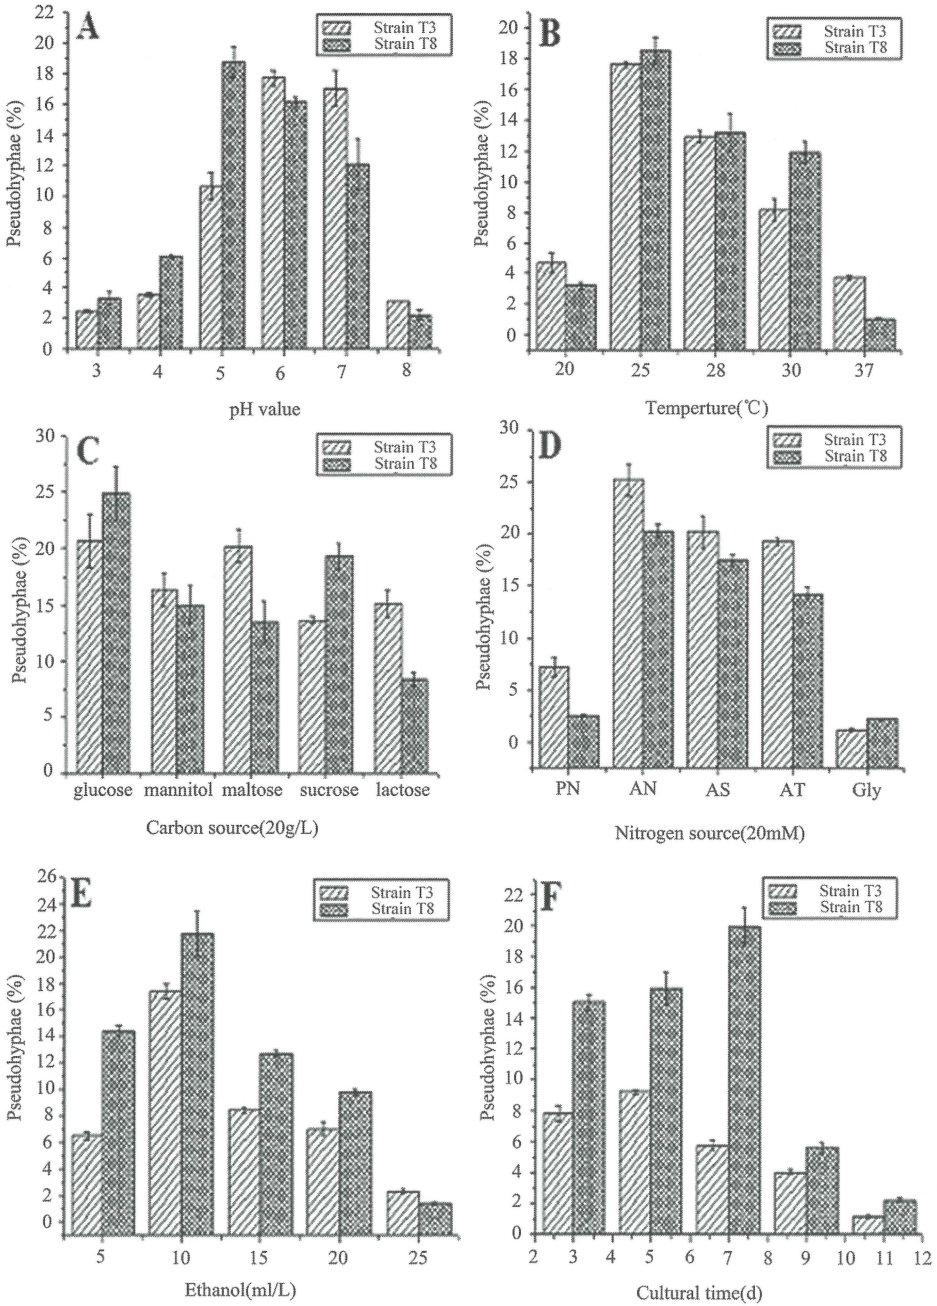 A
Strain T3
Strain T8
Pseudohyphae (%)
22
20
18
16
14
12
10
8
6
4
2
0
3 4 5 6 7 8
pH value
B
Strain T3
Strain T8
Pseudohyphae (%)
20
18
16
14
12
10
8
6
4
2
0
20 25 28 30 37
Temperture(℃)
C
Strain T3
Strain T8
Pseudohyphae (%)
30
25
20
15
10
5
0
glucose mannitol maltose sucrose lactose
Carbon source(20g/L)
D
Strain T3
Strain T8
Pseudohyphae (%)
30
25
20
15
10
5
0
PN AN AS AT Gly
Nitrogen source(20mM)
E
Strain T3
Strain T8
Pseudohyphae (%)
26
24
22
20
18
16
14
12
10
8
6
4
2
0
5 10 15 20 25
Ethanol(ml/L)
F
Strain T3
Strain T8
Pseudohyphae (%)
22
20
18
16
14
12
10
8
6
4
2
0
2 3 4 5 6 7 8 9 10 11 12
Cultural time(d)